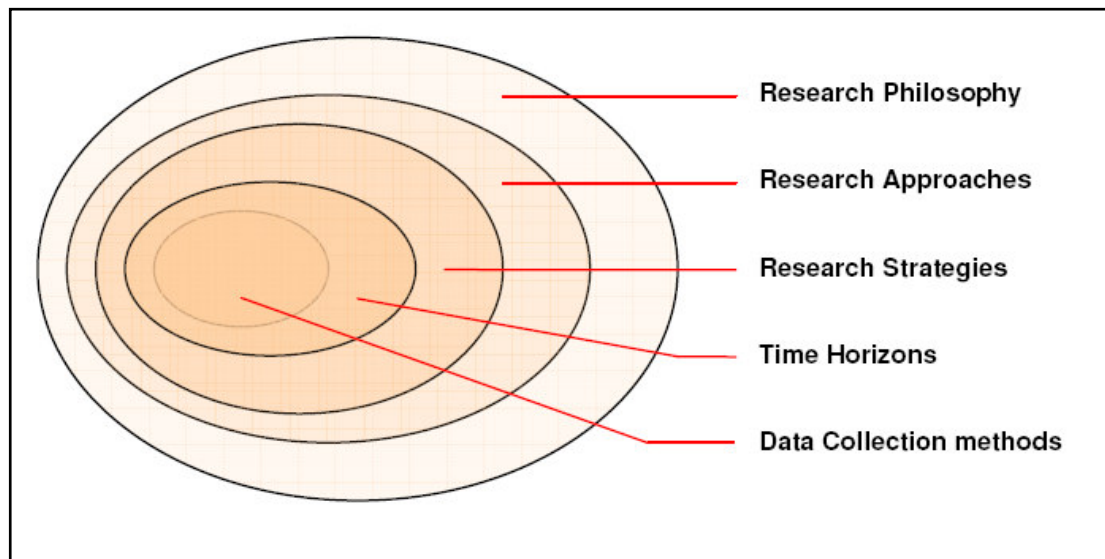 Research Philosophy
Research Approaches
Research Strategies
Time Horizons
Data Collection methods